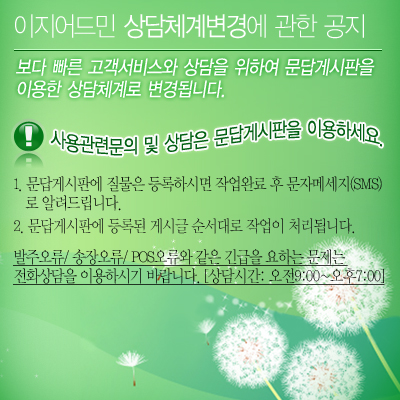 이지어드민 상담체계변경에 관한 공지
보다 빠른 고객서비스와 상담을 위하여 문답게시판을
이용한 상담체계로 변경됩니다.
사용관련문의 및 상담은 문답게시판을 이용하세요.
1. 문답게시판에 질물은 등록하시면 작업완료 후 문자메세지(SMS)
로 알려드립니다.
2. 문답게시판에 등록된 게시글 순서대로 작업이 처리됩니다.
발주오류/ 송장오류/ POS오류와 같은 긴급을 요하는 문제는
전화상담을 이용하시기 바랍니다. [상담시간: 오전9:00~오후7:00]